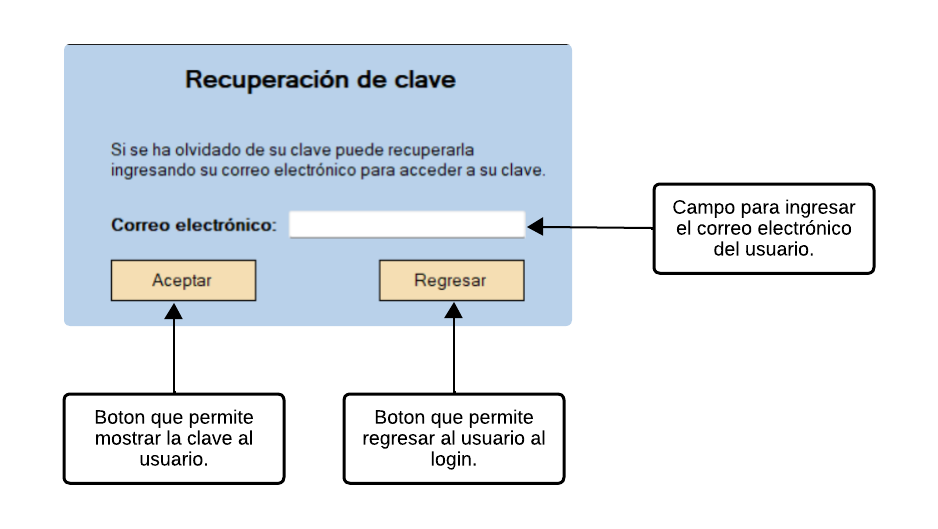 Recuperación de clave
Si se ha olvidado de su clave puede recuperarla
ingresando su correo electrónico para acceder a su clave.
Correo electrónico:
Campo para ingresar
el correo electrónico
del usuario.
Aceptar
Regresar
Boton que permite
mostrar la clave al
usuario.
Boton que permite
regresar al usuario al
login.